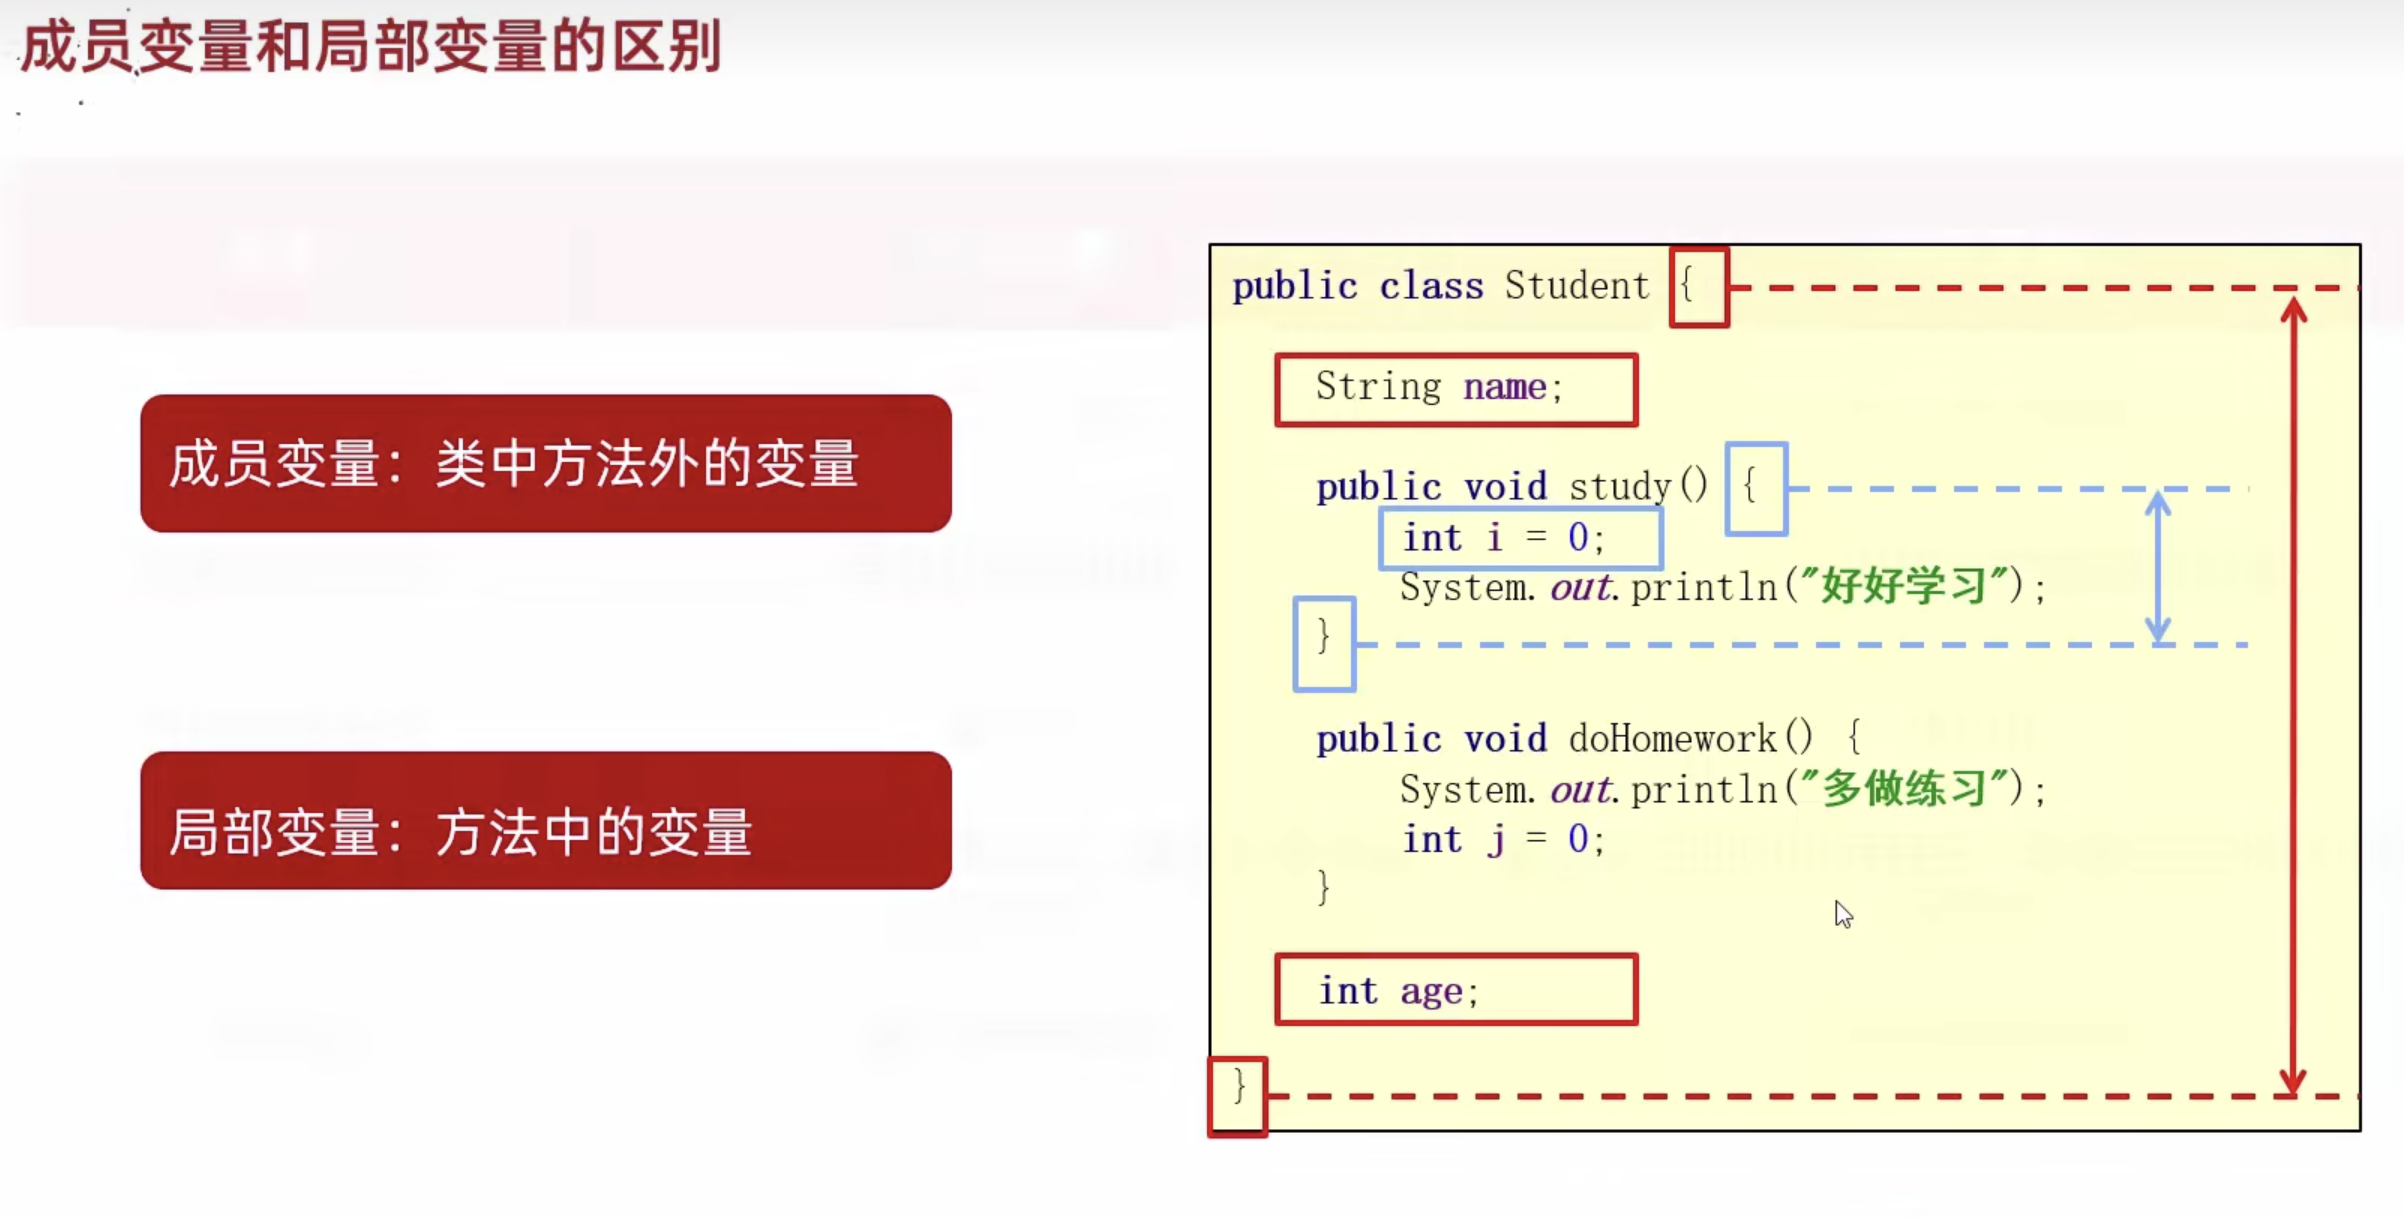 成员变量和局部变量的区别
成员变量：类中方法外的变量
局部变量：方法中的变量
public class Student {
String name;
public void study() {
int i = 0;
System.out.println("好好学习");
}
public void doHomework() {
System.out.println("多做练习");
int j = 0;
}
int age;
}